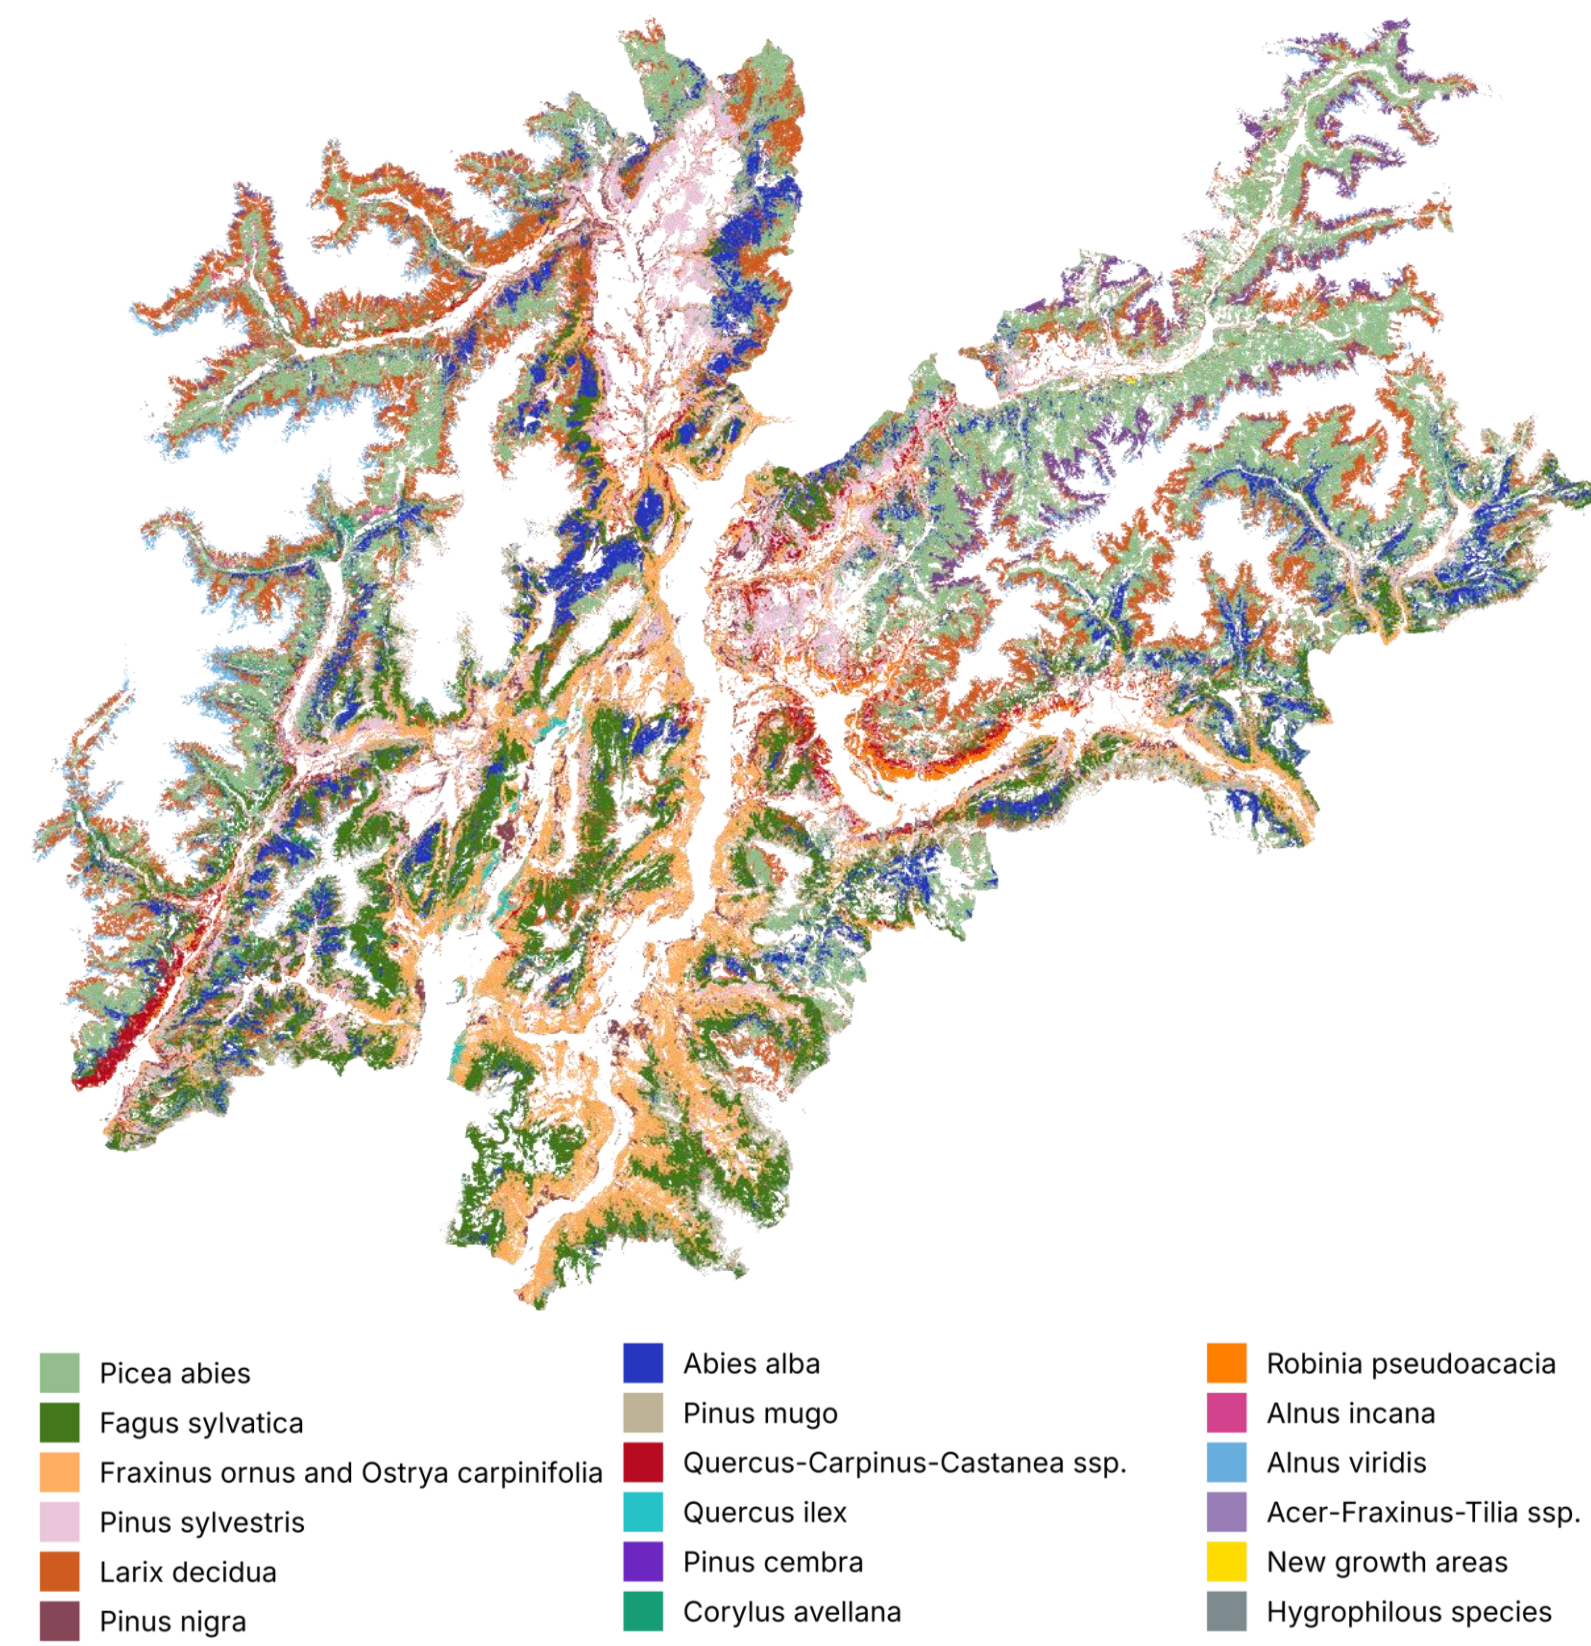 Picea abies
Fagus sylvatica
Fraxinus ornus and Ostrya carpinifolia
Pinus sylvestris
Larix decidua
Pinus nigra
Abies alba
Pinus mugo
Quercus-Carpinus-Castanea ssp.
Quercus ilex
Pinus cembra
Corylus avellana
Robinia pseudoacacia
Alnus incana
Alnus viridis
Acer-Fraxinus-Tilia ssp.
New growth areas
Hygrophilous species